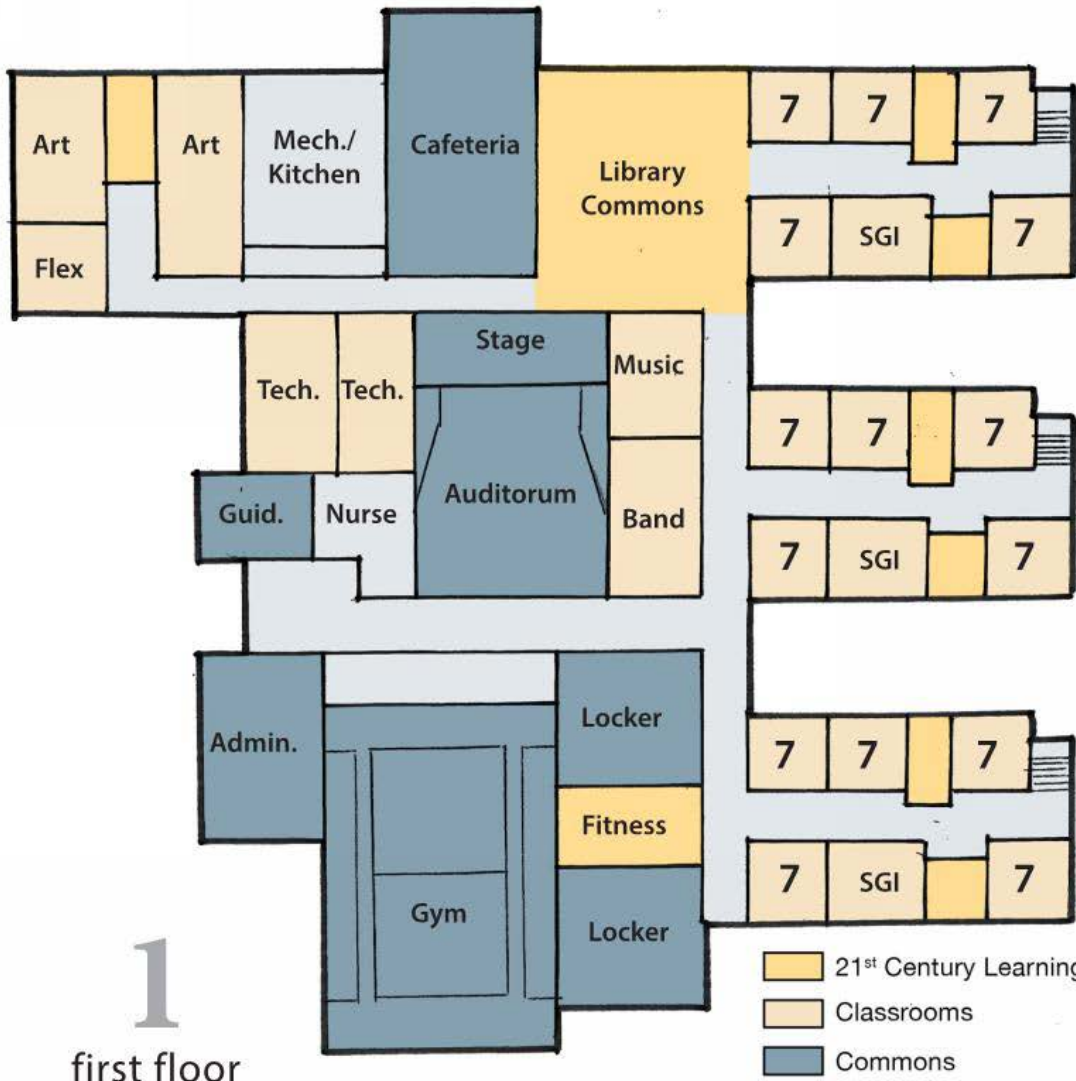 Art
Art
Mech./
Kitchen
Cafeteria
Library
Commons
7
7
7
Flex
7
SGI
7
Tech.
Tech.
Stage
Music
7
7
7
Guid.
Nurse
Auditorum
Band
7
SGI
7
Admin.
Locker
7
7
7
Fitness
Gym
Locker
7
SGI
7
1
first floor
21st Century Learning
Classrooms
Commons